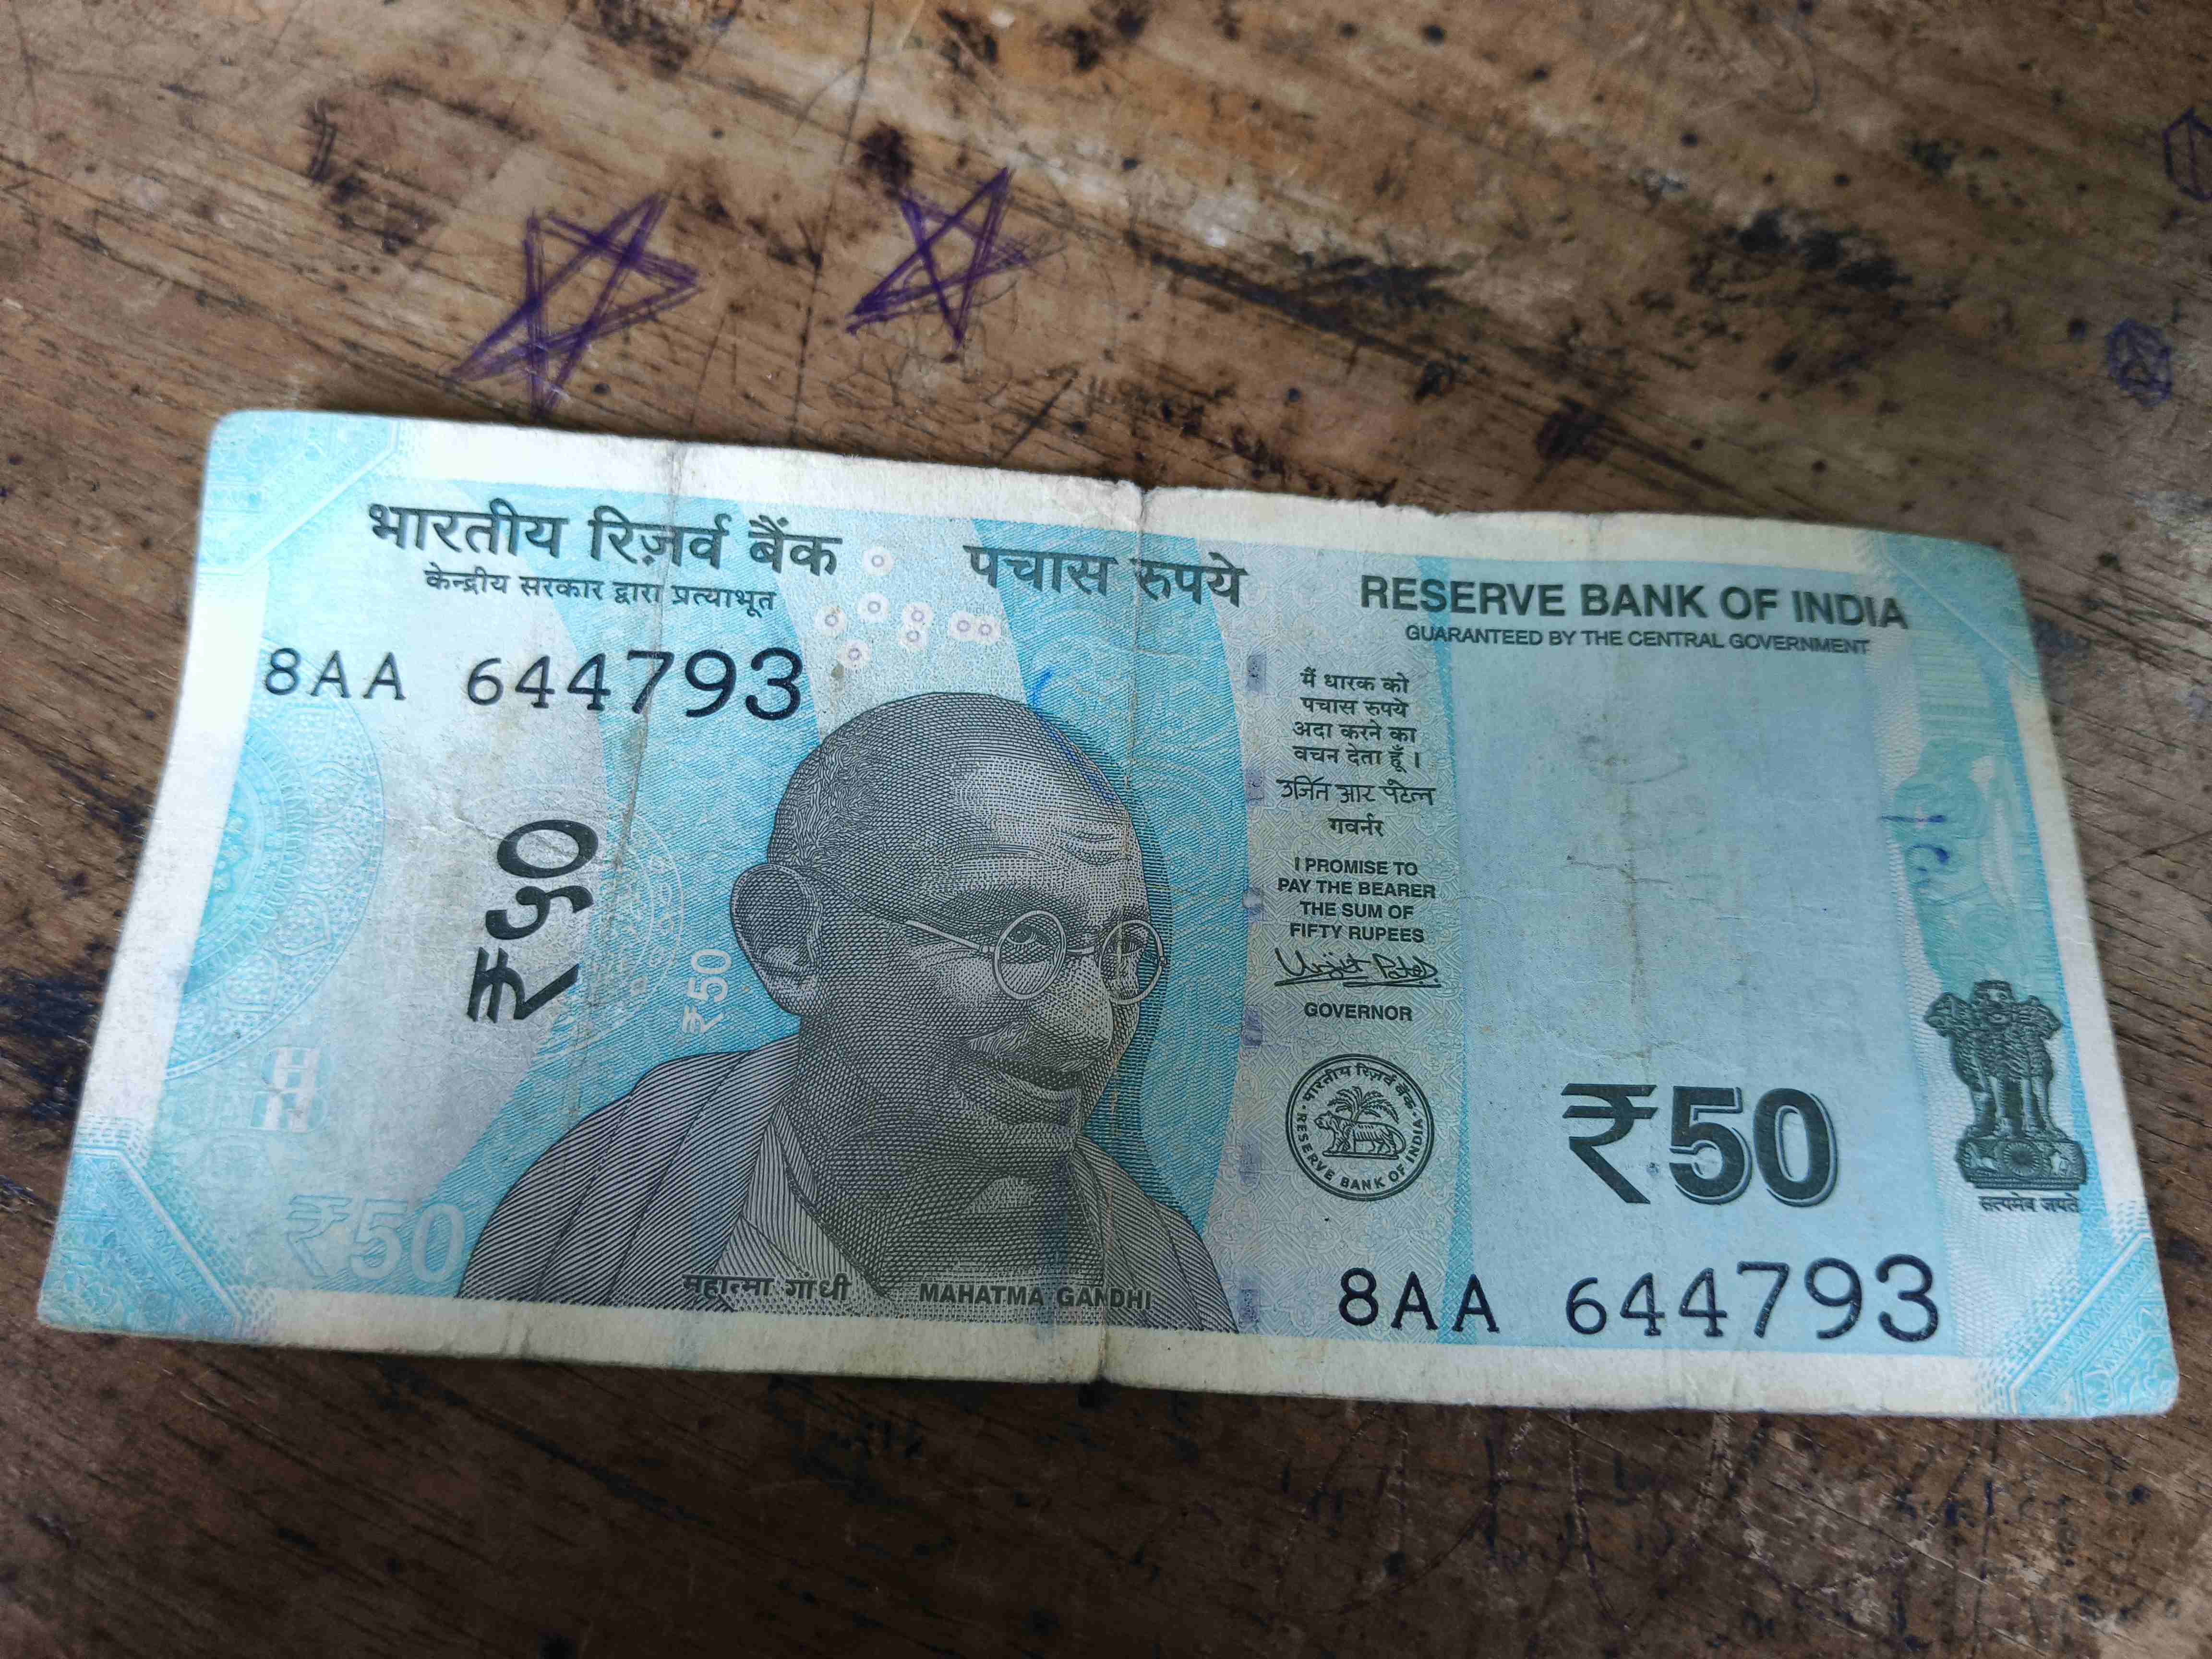 भारतीय रिज़र्व बैंक
केन्द्रीय सरकार द्वारा प्रत्याभूत
पचास रुपये
RESERVE BANK OF INDIA
GUARANTEED BY THE CENTRAL GOVERNMENT
8AA 644793
मैं धारक को
पचास रुपये
अदा करने का
वचन देता हूँ ।
उर्जित आर पटेल
गवर्नर
I PROMISE TO
PAY THE BEARER
THE SUM OF
FIFTY RUPEES
Urjit Patel
GOVERNOR
₹५०
₹50
भारतीय रिज़र्व बैंक
RESERVE BANK OF INDIA
₹50
सत्यमेव जयते
₹50
महात्मा गांधी
MAHATMA GANDHI
8AA 644793